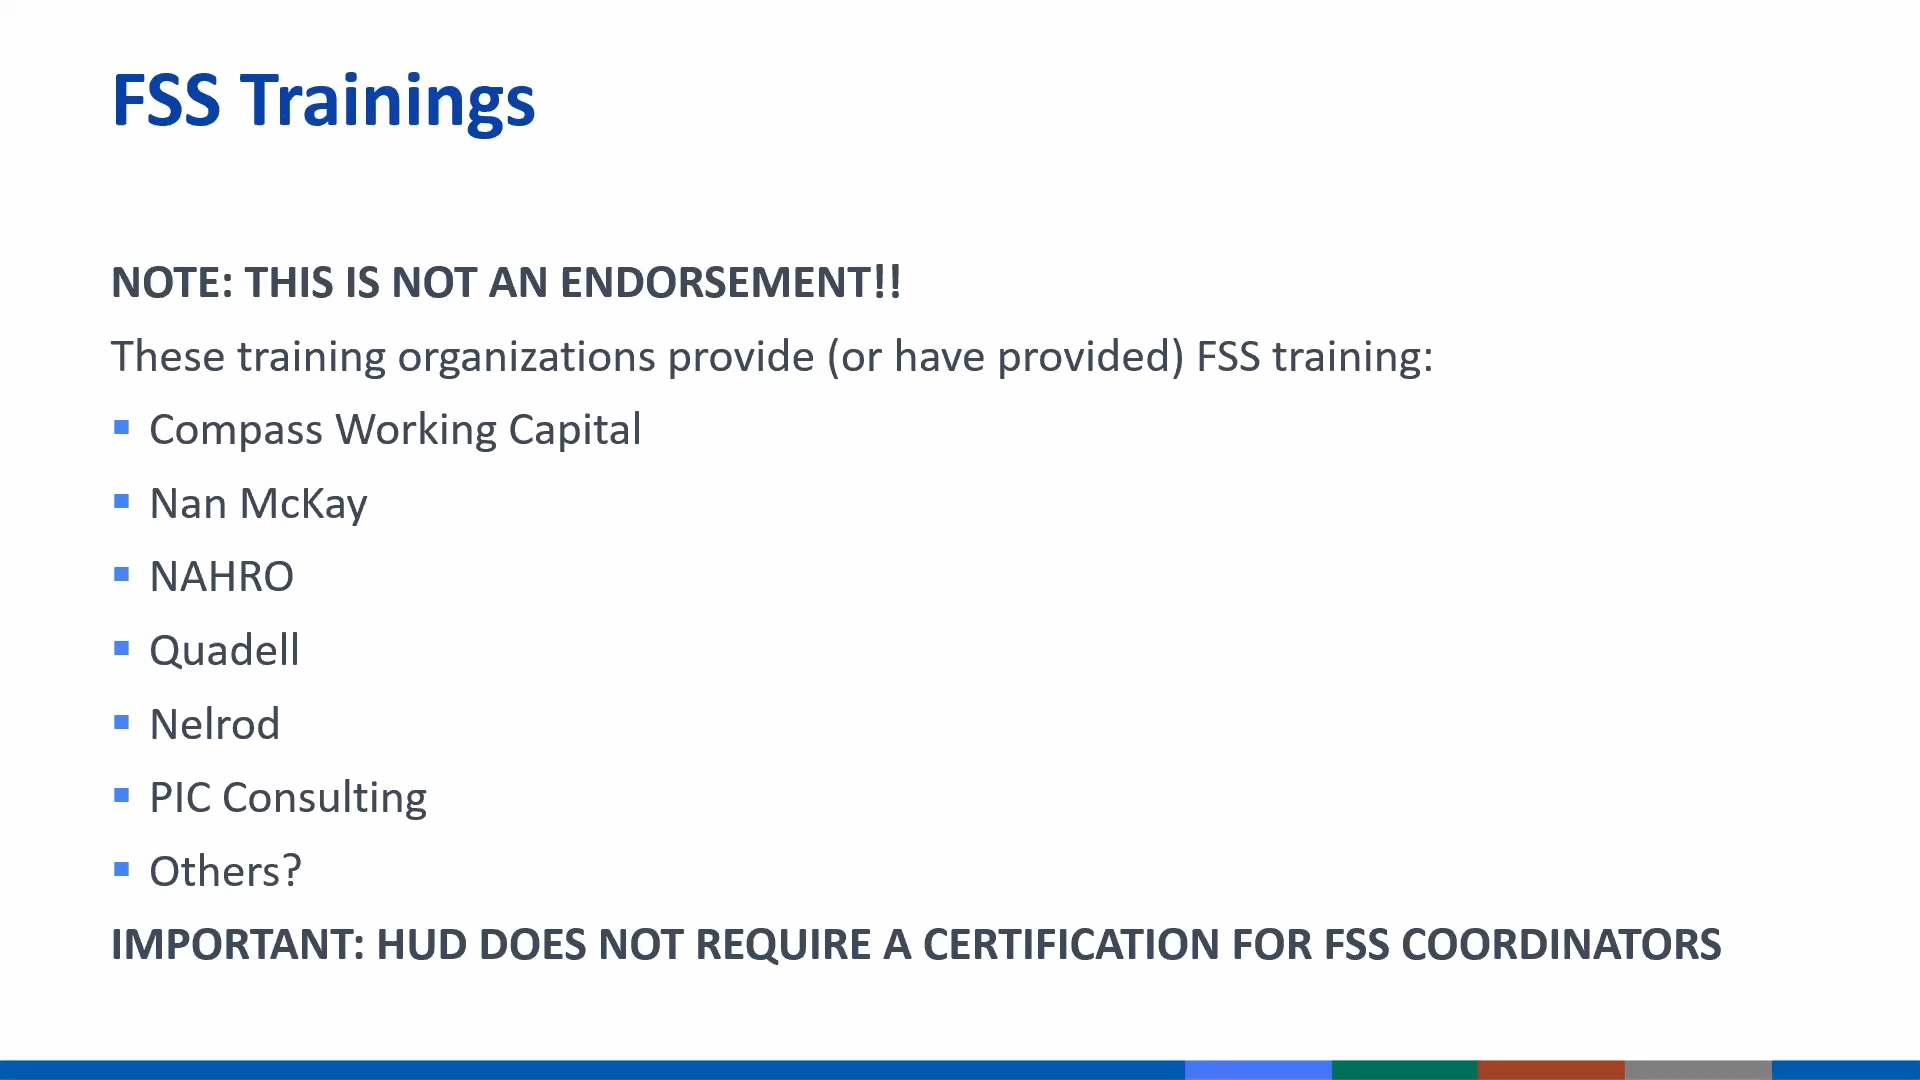 FSS Trainings
NOTE: THIS IS NOT AN ENDORSEMENT!!
These training organizations provide (or have provided) FSS training:
▪ Compass Working Capital
▪ Nan McKay
▪ NAHRO
▪ Quadell
▪ Nelrod
▪ PIC Consulting
▪ Others?
IMPORTANT: HUD DOES NOT REQUIRE A CERTIFICATION FOR FSS COORDINATORS